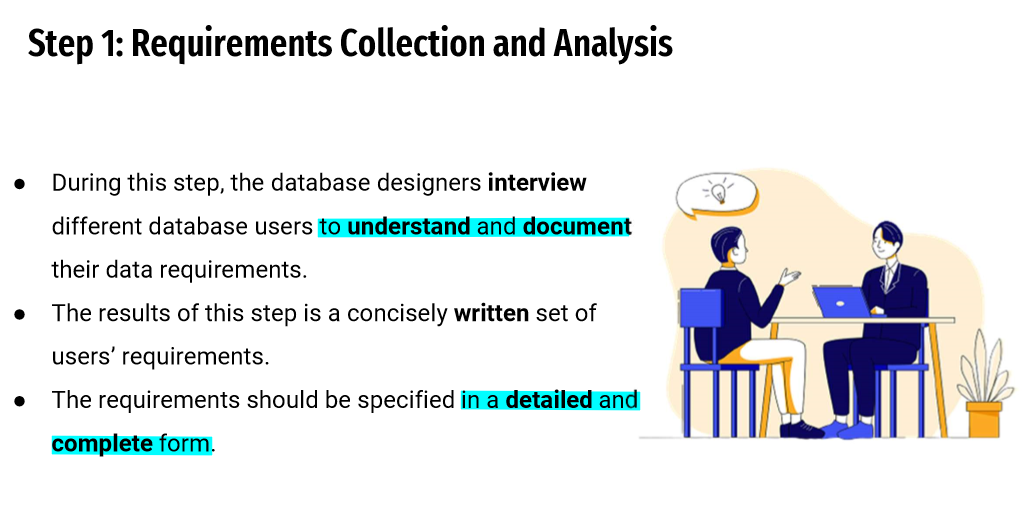 Step 1: Requirements Collection and Analysis
● During this step, the database designers interview
different database users to understand and document
their data requirements.
● The results of this step is a concisely written set of
users’ requirements.
● The requirements should be specified in a detailed and
complete form.